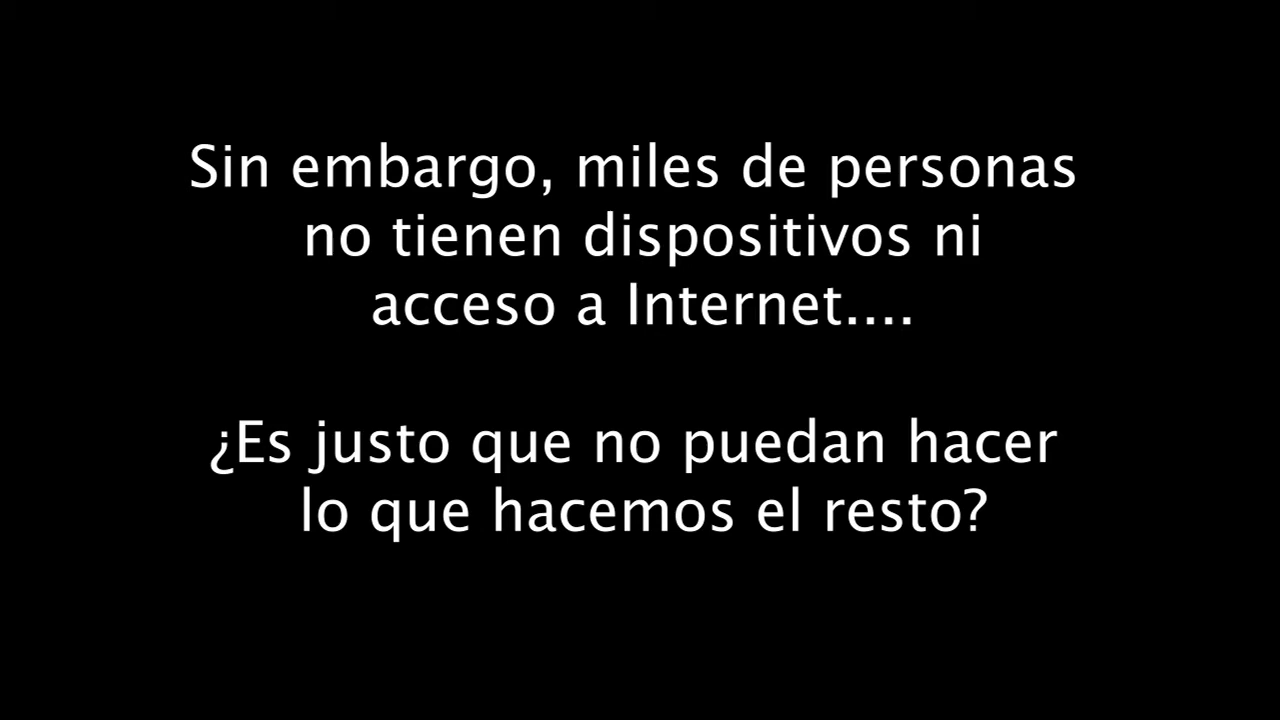 Sin embargo, miles de personas
no tienen dispositivos ni
acceso a Internet....
¿Es justo que no puedan hacer
lo que hacemos el resto?